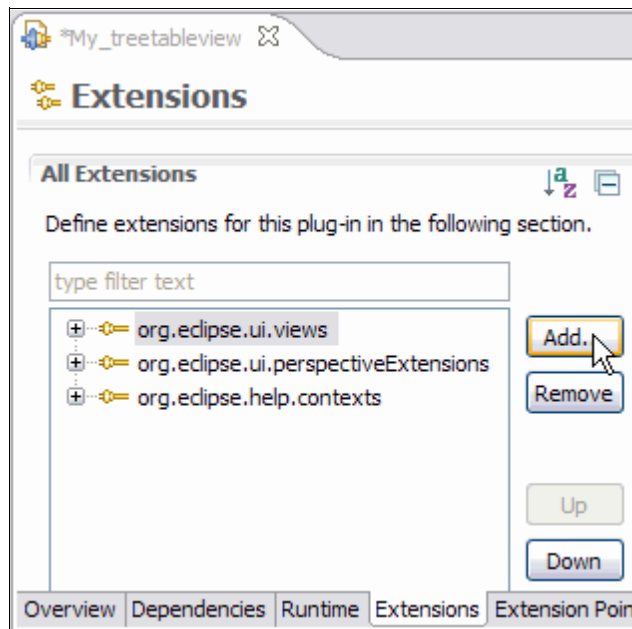 *My_treetableview
Extensions
All Extensions
Define extensions for this plug-in in the following section.
type filter text
org.eclipse.ui.views
org.eclipse.ui.perspectiveExtensions
org.eclipse.help.contexts
Add..
Remove
Up
Down
Overview Dependencies Runtime Extensions Extension Poin